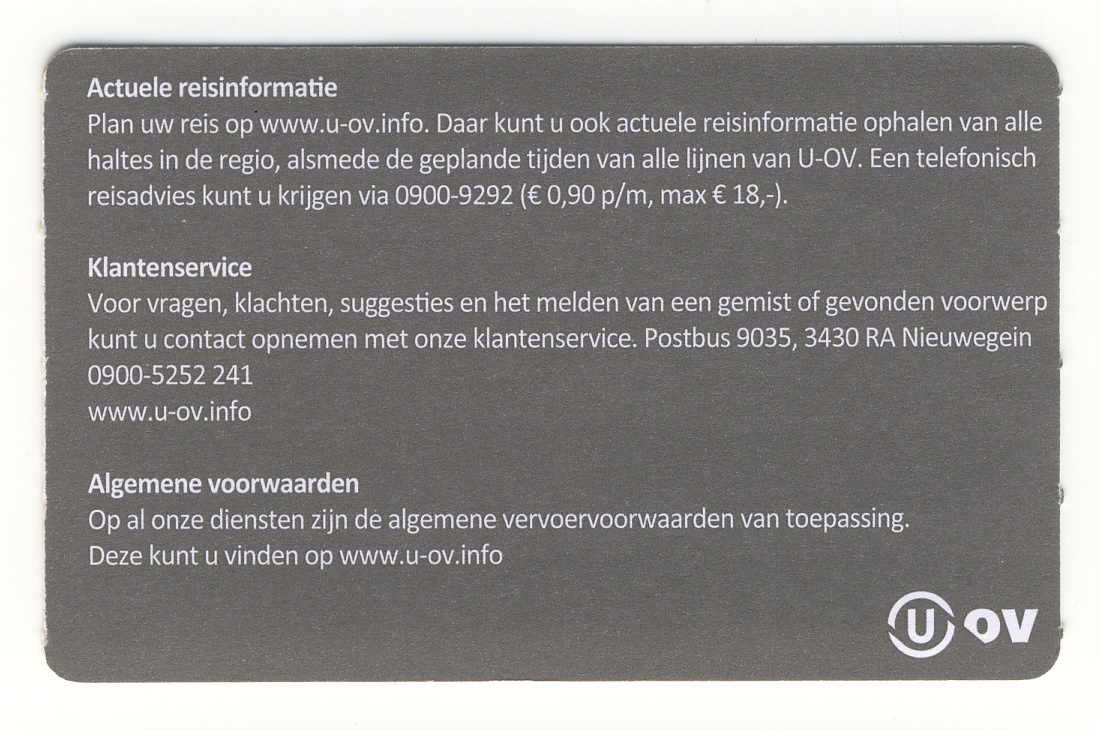 Actuele reisinformatie
Plan uw reis op www.u-ov.info. Daar kunt u ook actuele reisinformatie ophalen van alle
haltes in de regio, alsmede de geplande tijden van alle lijnen van U-OV. Een telefonisch
reisadvies kunt u krijgen via 0900-9292 (€ 0,90 p/m, max € 18,-).
Klantenservice
Voor vragen, klachten, suggesties en het melden van een gemist of gevonden voorwerp
kunt u contact opnemen met onze klantenservice. Postbus 9035, 3430 RA Nieuwegein
0900-5252 241
www.u-ov.info
Algemene voorwaarden
Op al onze diensten zijn de algemene vervoervoorwaarden van toepassing.
Deze kunt u vinden op www.u-ov.info
U OV